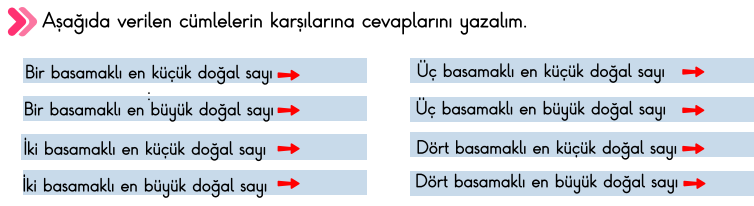 Aşağıda verilen cümlelerin karşılarına cevaplarını yazalım.
Bir basamaklı en küçük doğal sayı
Bir basamaklı en büyük doğal sayı
İki basamaklı en küçük doğal sayı
İki basamaklı en büyük doğal sayı
Üç basamaklı en küçük doğal sayı
Üç basamaklı en büyük doğal sayı
Dört basamaklı en küçük doğal sayı
Dört basamaklı en büyük doğal sayı